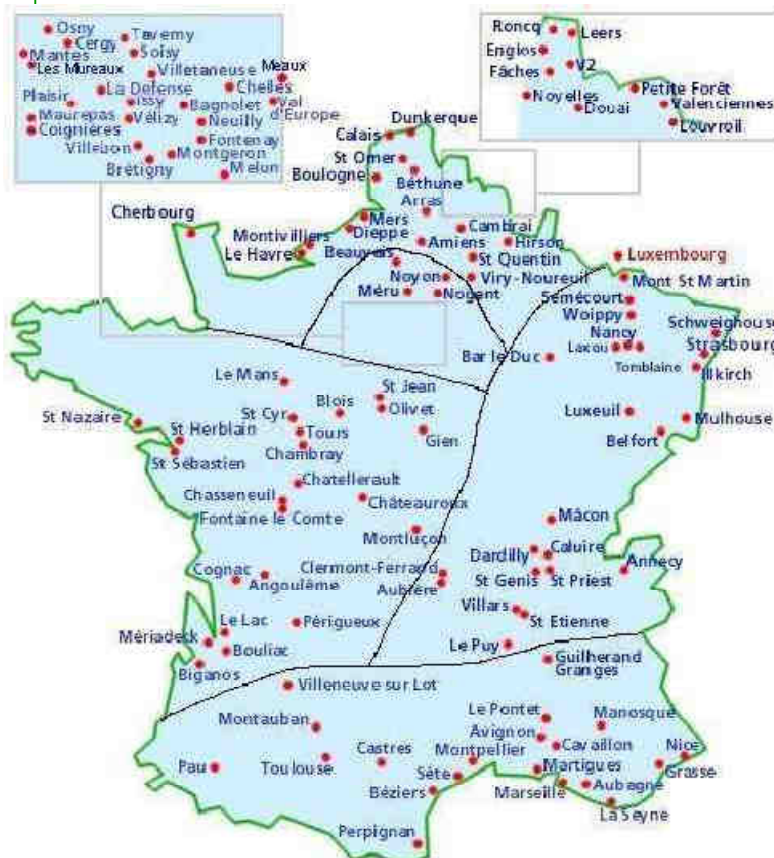 Osny
Cergy
Taverny
Soisy
Mantes
Les Mureaux
Villetaneuse
Meaux
La Défense
Chelles
Plaisir
Issy
Bagnolet
Val
d'Europe
Maurepas
Vélizy
Neuilly
Coignières
Fontenay
Villebon
Montgeron
Brétigny
Melun
Roncq
Leers
Englos
V2
Fâches
Petite Forêt
Noyelles
Valenciennes
Douai
Louvroil
Dunkerque
Calais
St Omer
Boulogne
Béthune
Arras
Cherbourg
Mers
Dieppe
Cambrai
Montivilliers
Amiens
Hirson
Le Havre
Beauvais
St Quentin
Luxembourg
Noyon
Viry-Noureuil
Mont St Martin
Méru
Nogent
Semécourt
Woippy
Nancy
Schweighouse
Laxou
Strasbourg
Bar le Duc
Tomblaine
Illkirch
Le Mans
St Jean
Blois
Olivet
St Cyr
Luxeuil
St Nazaire
St Herblain
Tours
Gien
Mulhouse
Belfort
Chambray
St Sébastien
Chatellerault
Chasseneuil
Châteauroux
Fontaine le Comte
Mâcon
Montluçon
Dardilly
Caluire
Cognac
Clermont-Ferrand
Annecy
Angoulême
Aubière
St Genis
St Priest
Villars
St Etienne
Le Lac
Périgueux
Mériadeck
Bouliac
Le Puy
Biganos
Guilherand
Granges
Villeneuve sur Lot
Le Pontet
Manosque
Montauban
Avignon
Castres
Montpellier
Cavaillon
Nice
Pau
Toulouse
Sète
Martigues
Grasse
Béziers
Marseille
Aubagne
La Seyne
Perpignan